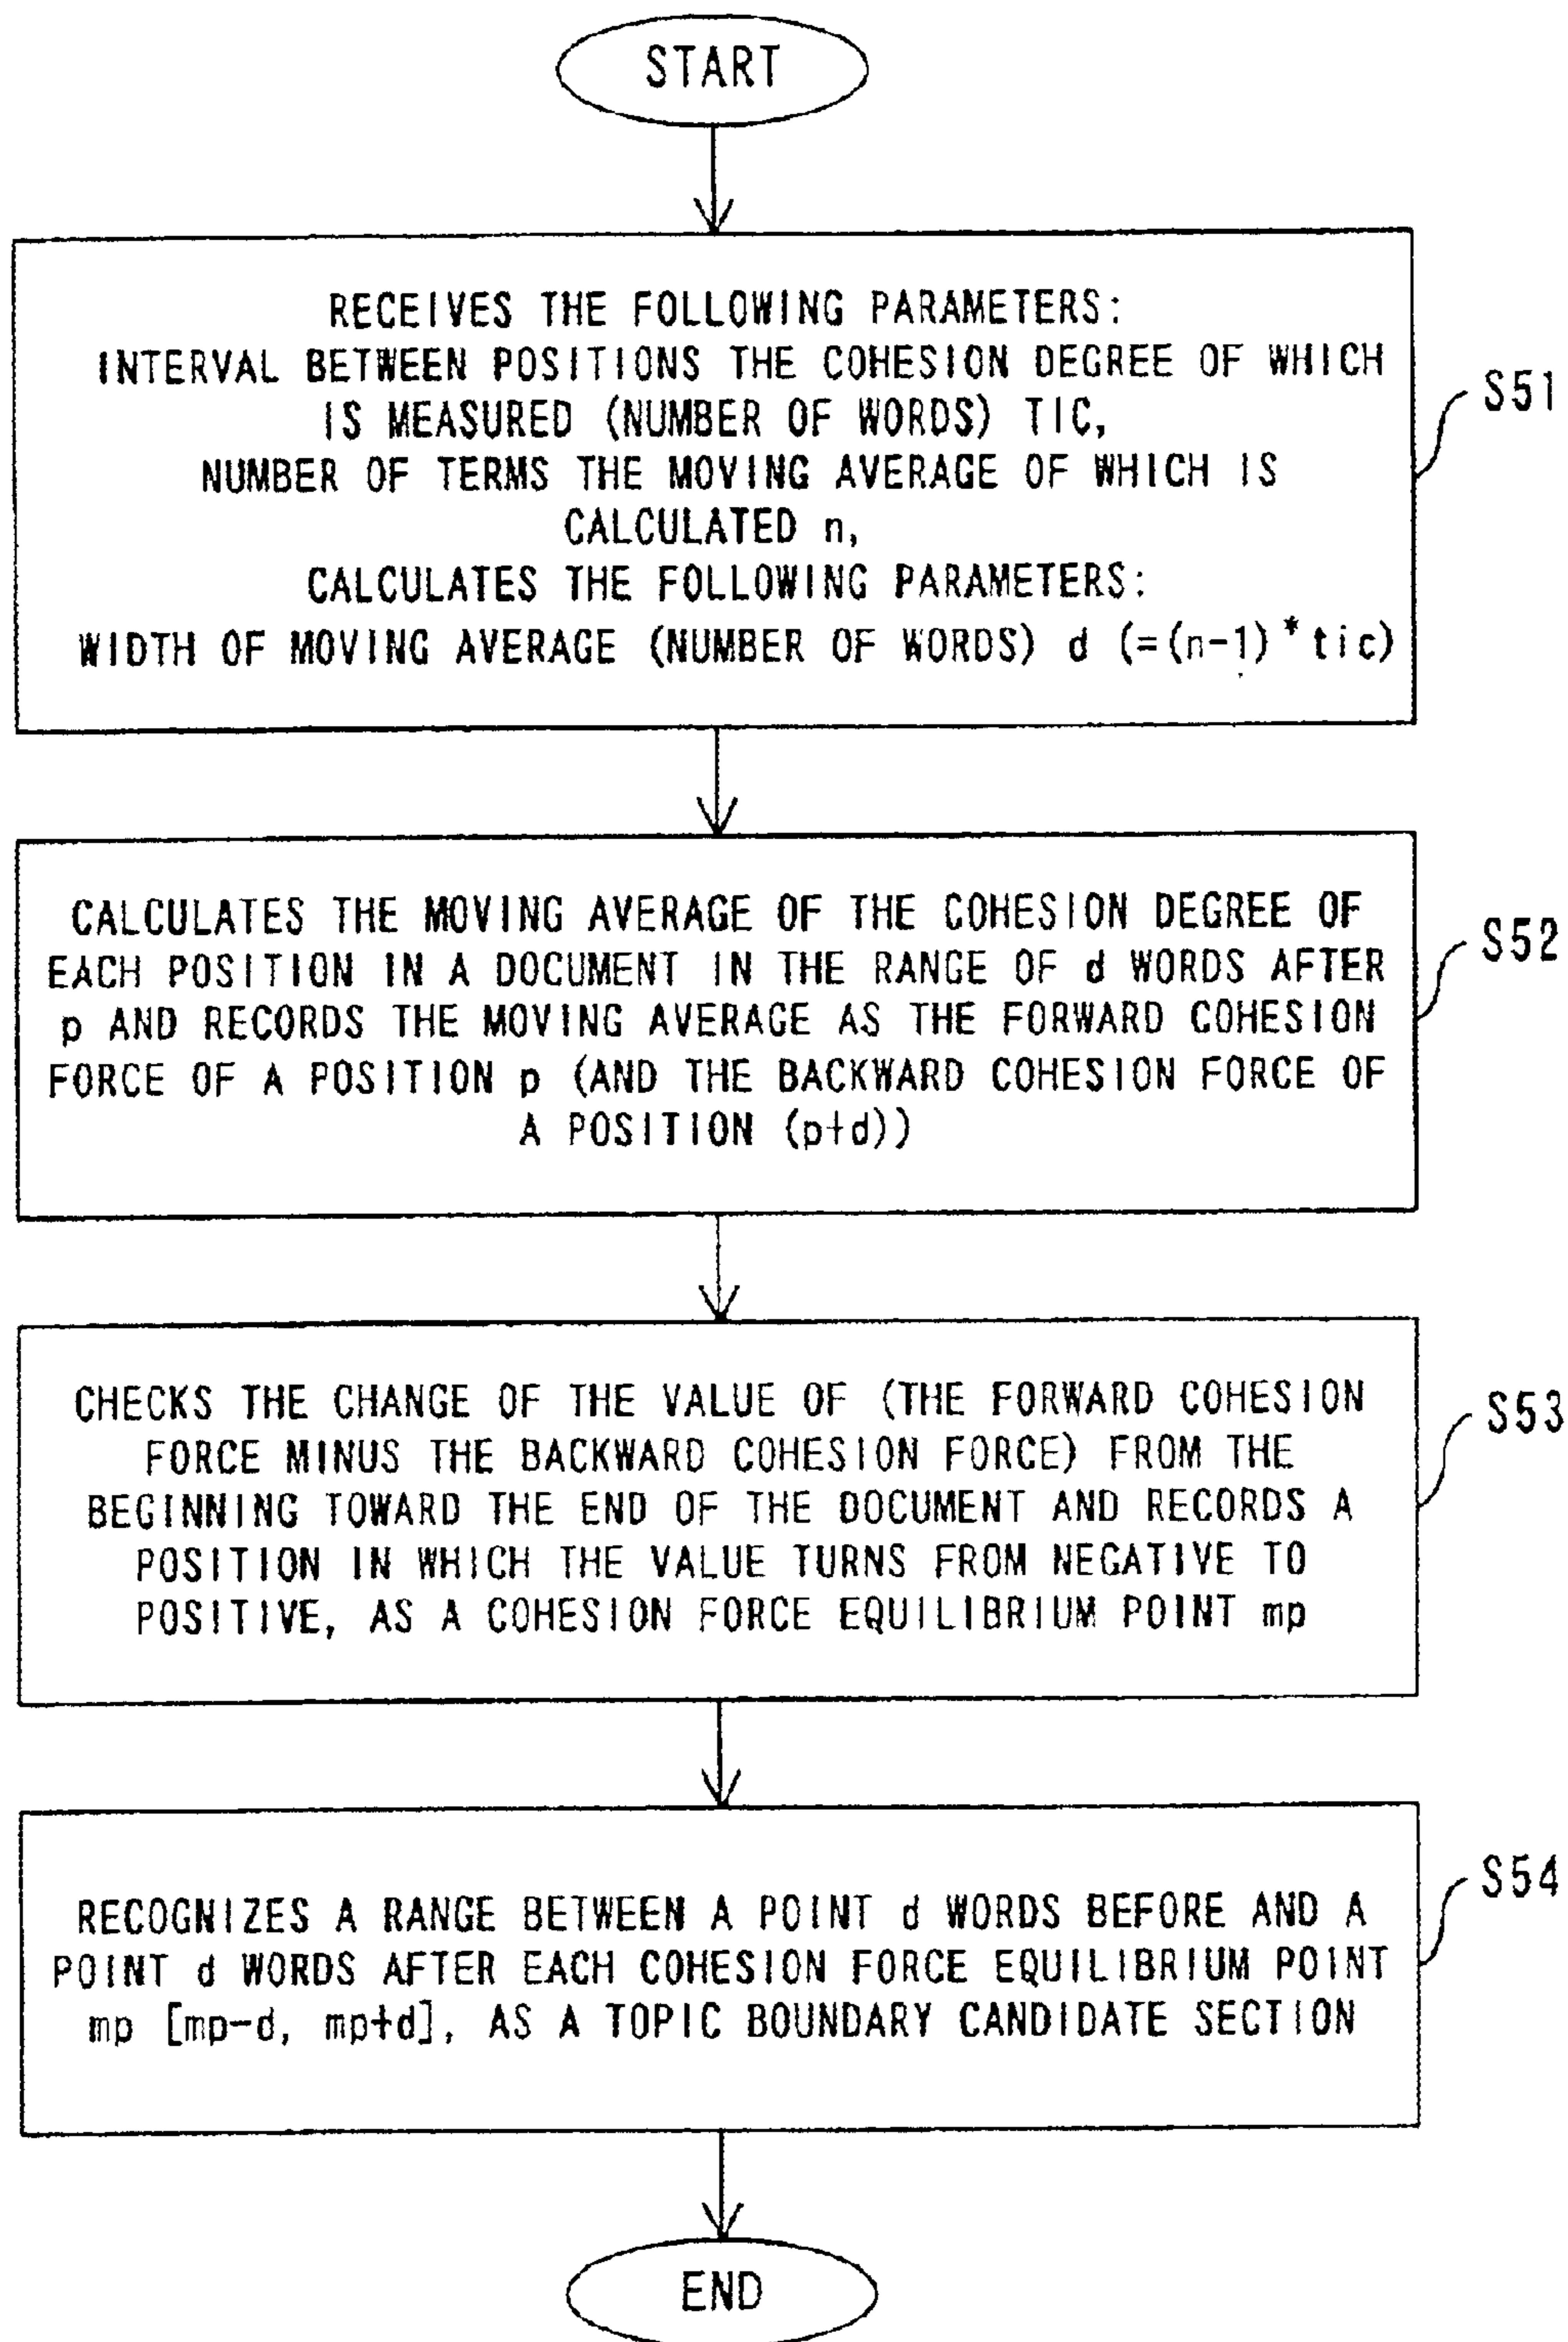 START
RECEIVES THE FOLLOWING PARAMETERS:
INTERVAL BETWEEN POSITIONS THE COHESION DEGREE OF WHICH
IS MEASURED (NUMBER OF WORDS) TIC,
NUMBER OF TERMS THE MOVING AVERAGE OF WHICH IS
CALCULATED n,
CALCULATES THE FOLLOWING PARAMETERS:
WIDTH OF MOVING AVERAGE (NUMBER OF WORDS) d (=(n-1)*tic)
S51
CALCULATES THE MOVING AVERAGE OF THE COHESION DEGREE OF
EACH POSITION IN A DOCUMENT IN THE RANGE OF d WORDS AFTER
p AND RECORDS THE MOVING AVERAGE AS THE FORWARD COHESION
FORCE OF A POSITION p (AND THE BACKWARD COHESION FORCE OF
A POSITION (p+d))
S52
CHECKS THE CHANGE OF THE VALUE OF (THE FORWARD COHESION
FORCE MINUS THE BACKWARD COHESION FORCE) FROM THE
BEGINNING TOWARD THE END OF THE DOCUMENT AND RECORDS A
POSITION IN WHICH THE VALUE TURNS FROM NEGATIVE TO
POSITIVE, AS A COHESION FORCE EQUILIBRIUM POINT mp
S53
RECOGNIZES A RANGE BETWEEN A POINT d WORDS BEFORE AND A
POINT d WORDS AFTER EACH COHESION FORCE EQUILIBRIUM POINT
mp [mp-d, mp+d], AS A TOPIC BOUNDARY CANDIDATE SECTION
S54
END